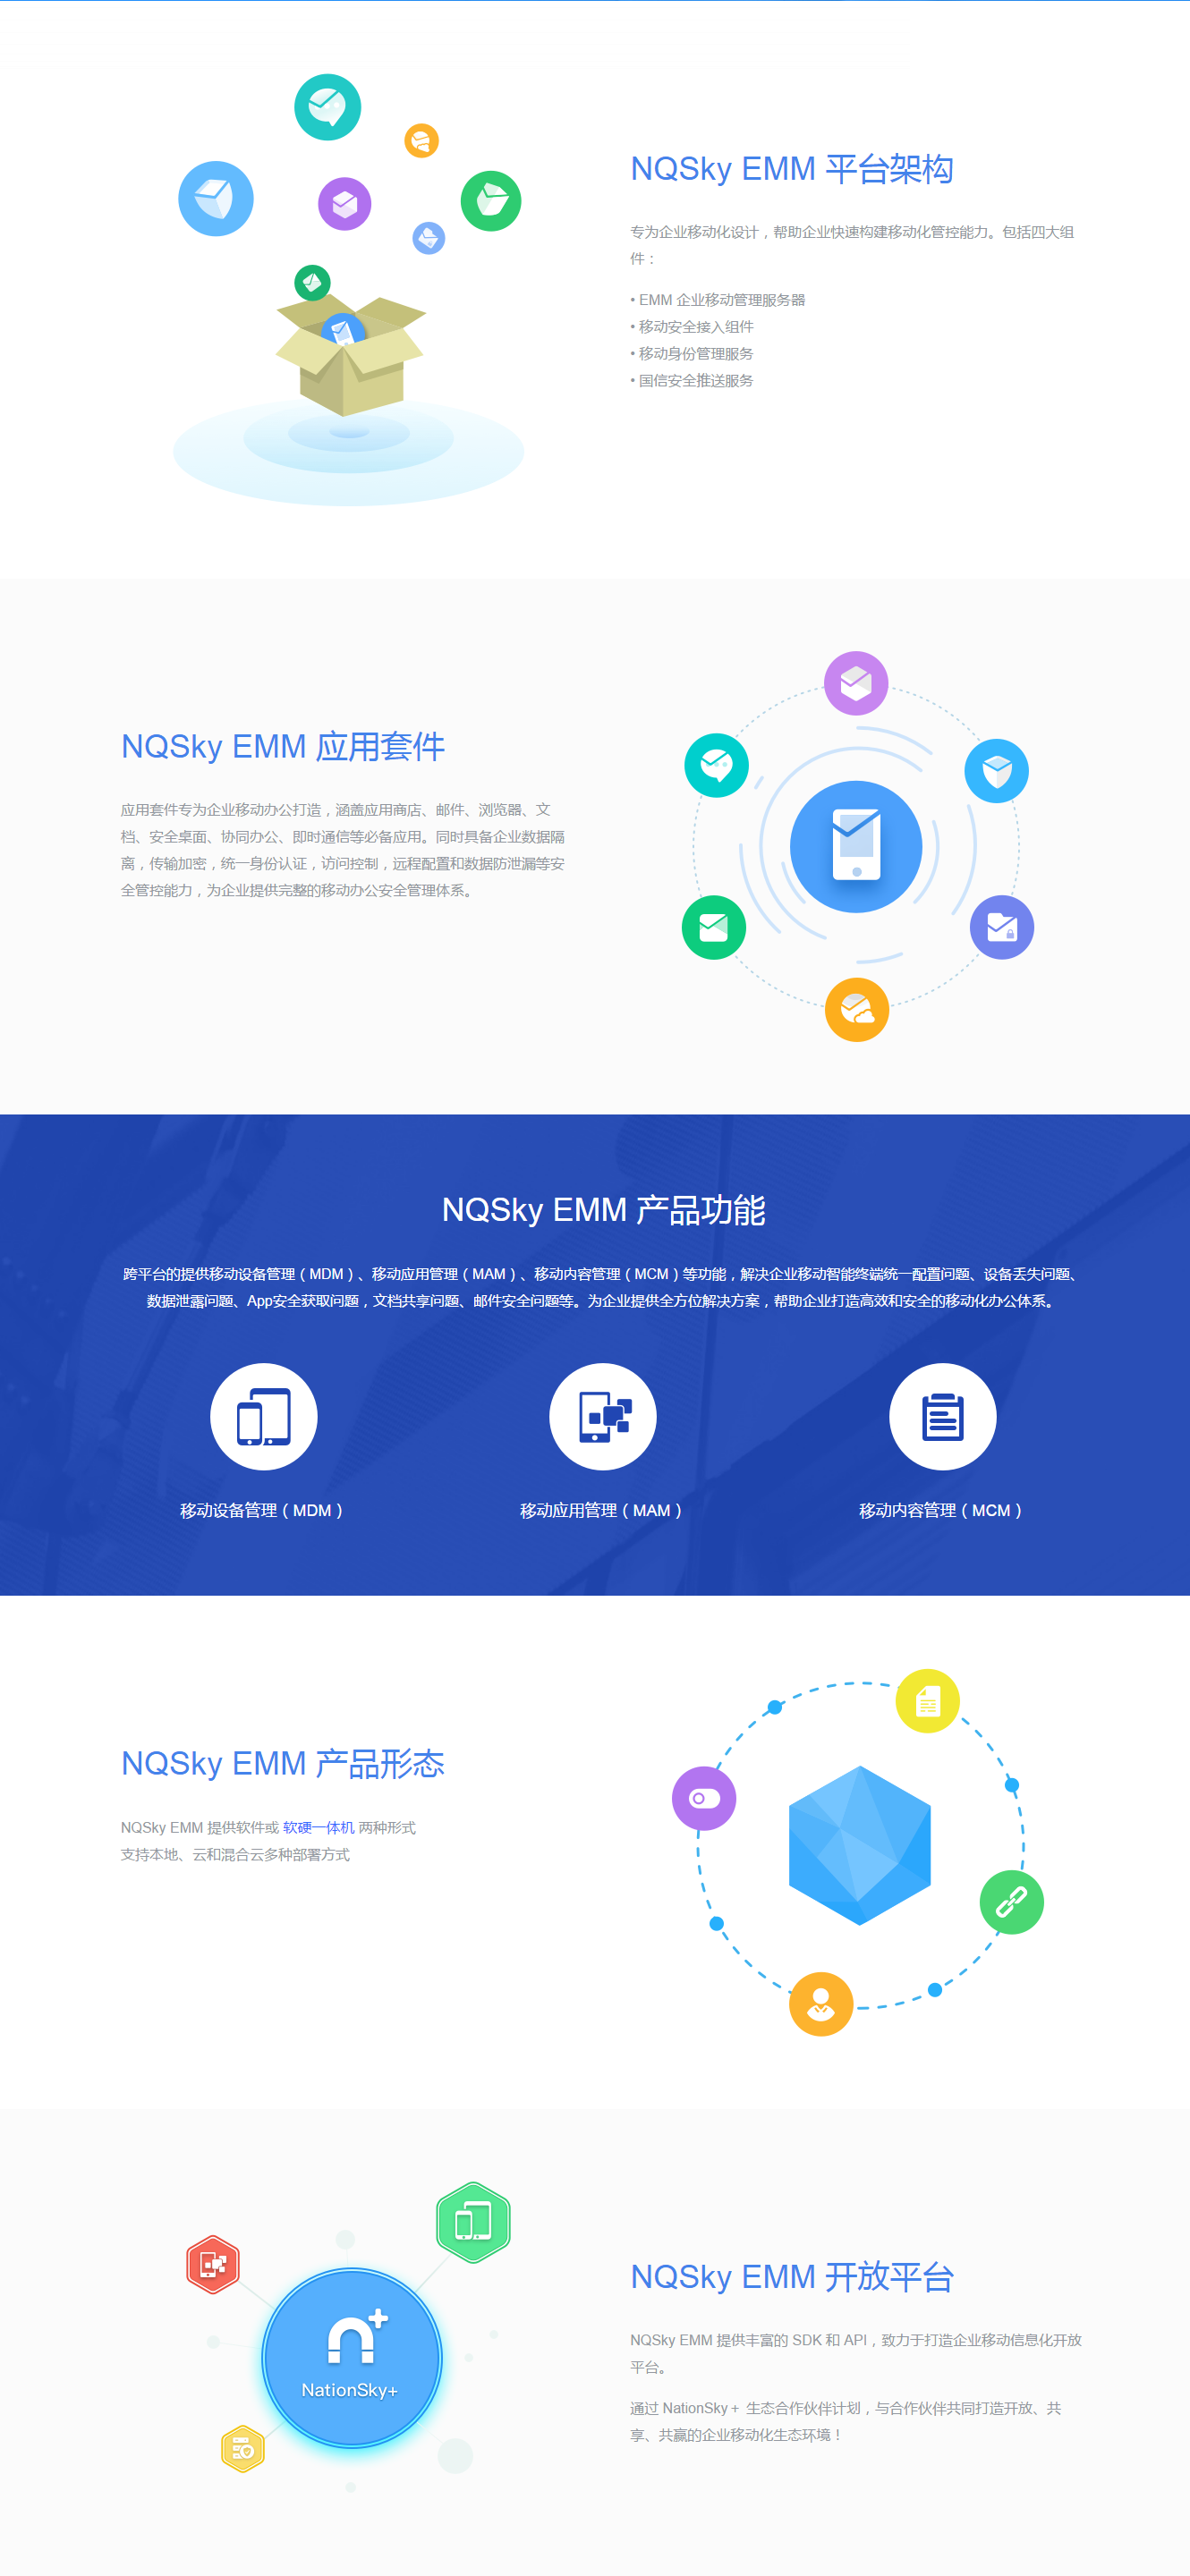 NQSky EMM 平台架构
专为企业移动化设计，帮助企业快速构建移动化管控能力。包括四大组
件：
• EMM 企业移动管理服务器
• 移动安全接入组件
• 移动身份管理服务
• 国信安全推送服务
NQSky EMM 应用套件
应用套件专为企业移动办公打造，涵盖应用商店、邮件、浏览器、文
档、安全桌面、协同办公、即时通信等必备应用。同时具备企业数据隔
离，传输加密，统一身份认证，访问控制，远程配置和数据防泄漏等安
全管控能力，为企业提供完整的移动办公安全管理体系。
NQSky EMM 产品功能
跨平台的提供移动设备管理（MDM）、移动应用管理（MAM）、移动内容管理（MCM）等功能，解决企业移动智能终端统一配置问题、设备丢失问题、
数据泄露问题、App安全获取问题，文档共享问题、邮件安全问题等。为企业提供全方位解决方案，帮助企业打造高效和安全的移动化办公体系。
移动设备管理（MDM）
移动应用管理（MAM）
移动内容管理（MCM）
NQSky EMM 产品形态
NQSky EMM 提供软件或 软硬一体机 两种形式
支持本地、云和混合云多种部署方式
NationSky+
NQSky EMM 开放平台
NQSky EMM 提供丰富的 SDK 和 API，致力于打造企业移动信息化开放
平台。
通过 NationSky＋ 生态合作伙伴计划，与合作伙伴共同打造开放、共
享、共赢的企业移动化生态环境！